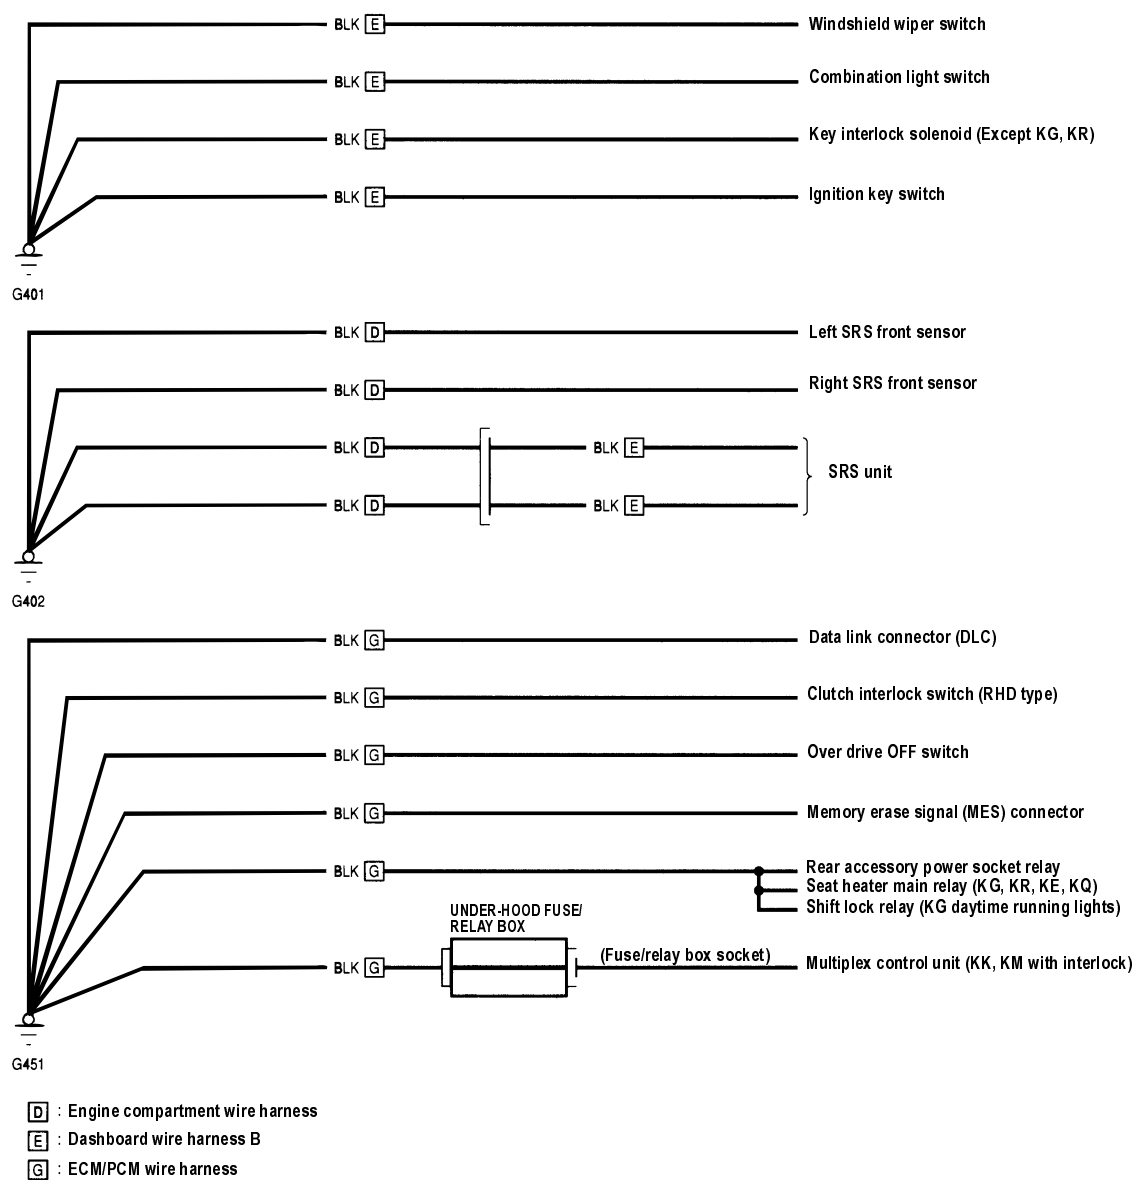 BLK E Windshield wiper switch
BLK E Combination light switch
BLK E Key interlock solenoid (Except KG, KR)
BLK E Ignition key switch
G401
BLK D Left SRS front sensor
BLK D Right SRS front sensor
BLK D BLK E
SRS unit
BLK D BLK E
G402
BLK G Data link connector (DLC)
BLK G Clutch interlock switch (RHD type)
BLK G Over drive OFF switch
BLK G Memory erase signal (MES) connector
BLK G Rear accessory power socket relay
Seat heater main relay (KG, KR, KE, KQ)
Shift lock relay (KG daytime running lights)
UNDER-HOOD FUSE/
RELAY BOX
(Fuse/relay box socket)
BLK G Multiplex control unit (KK, KM with interlock)
G451
D : Engine compartment wire harness
E : Dashboard wire harness B
G : ECM/PCM wire harness